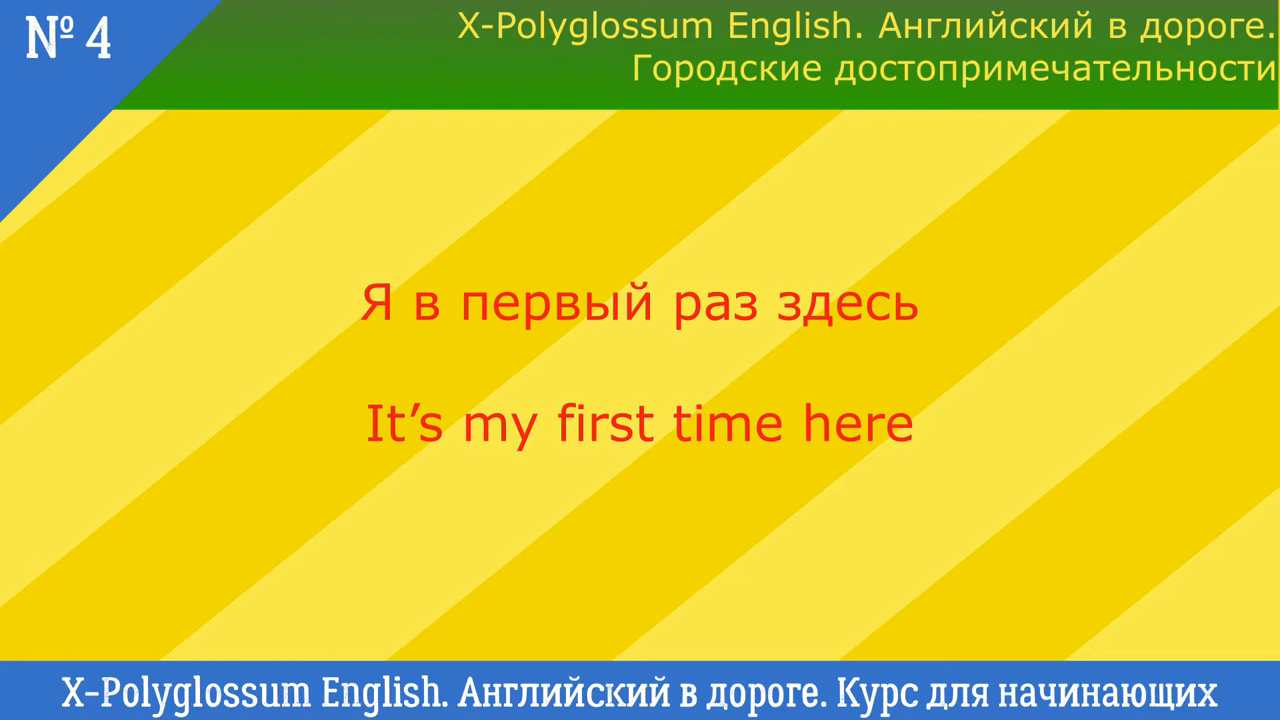 № 4
X-Polyglossum English. Английский в дороге.
Городские достопримечательности
Я в первый раз здесь
It’s my first time here
X-Polyglossum English. Английский в дороге. Курс для начинающих